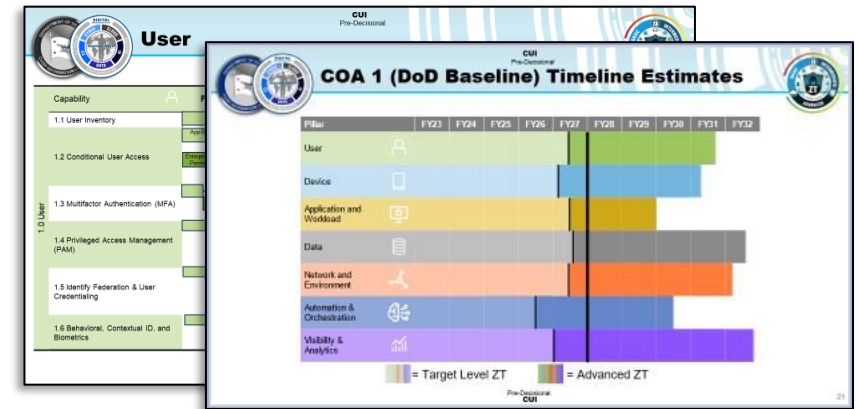 CUI
Pre-Decisional
User
Capability
1.1 User Inventory
1.2 Conditional User Access
1.0 User
1.3 Multifactor Authentication (MFA)
1.4 Privileged Access Management
(PAM)
1.5 Identify Federation & User
Credentialing
1.6 Behavioral, Contextual ID, and
Biometrics
CUI
Pre-Decisional
COA 1 (DoD Baseline) Timeline Estimates
ZT
Pillar FY23 FY24 FY25 FY26 FY27 FY28 FY29 FY30 FY31 FY32
User
Device
Application and
Workload
Data
Network and
Environment
Automation &
Orchestration
Visibility &
Analytics
= Target Level ZT = Advanced ZT
Pre-Decisional
CUI
21